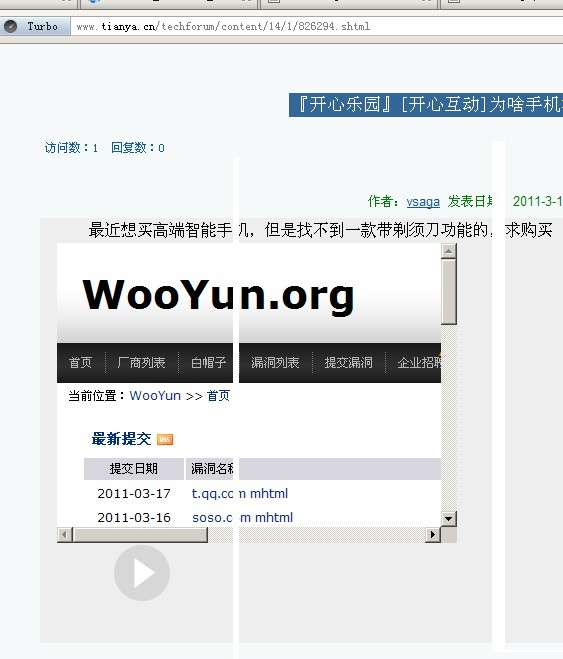 Turbo www.tianya.cn/techforum/content/14/1/826294.shtml
『开心乐园』[开心互动]为啥手机
访问数：1 回复数：0
作者：vsaga 发表日 2011-3-1
最近想买高端智能手机，但是找不到一款带剃须刀功能的，求购买
WooYun.org
首页 厂商列表 白帽子 漏洞列表 提交漏洞 企业招聘
当前位置：WooYun >> 首页
最新提交
提交日期 漏洞名称
2011-03-17 t.qq.com mhtml
2011-03-16 soso.com mhtml